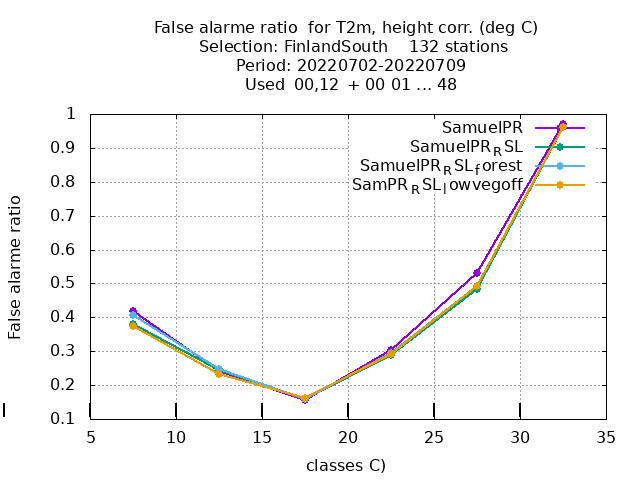 False alarme ratio  for T2m, height corr. (deg C)
Selection: FinlandSouth    132 stations
Period: 20220702-20220709
Used  00,12  + 00 01 ... 48
SamuelPR
SamuelPR_RSL
SamuelPR_RSL_forest
SamPR_RSL_lowvegoff
False alarme ratio
1
0.9
0.8
0.7
0.6
0.5
0.4
0.3
0.2
0.1
5 10 15 20 25 30 35
classes C)